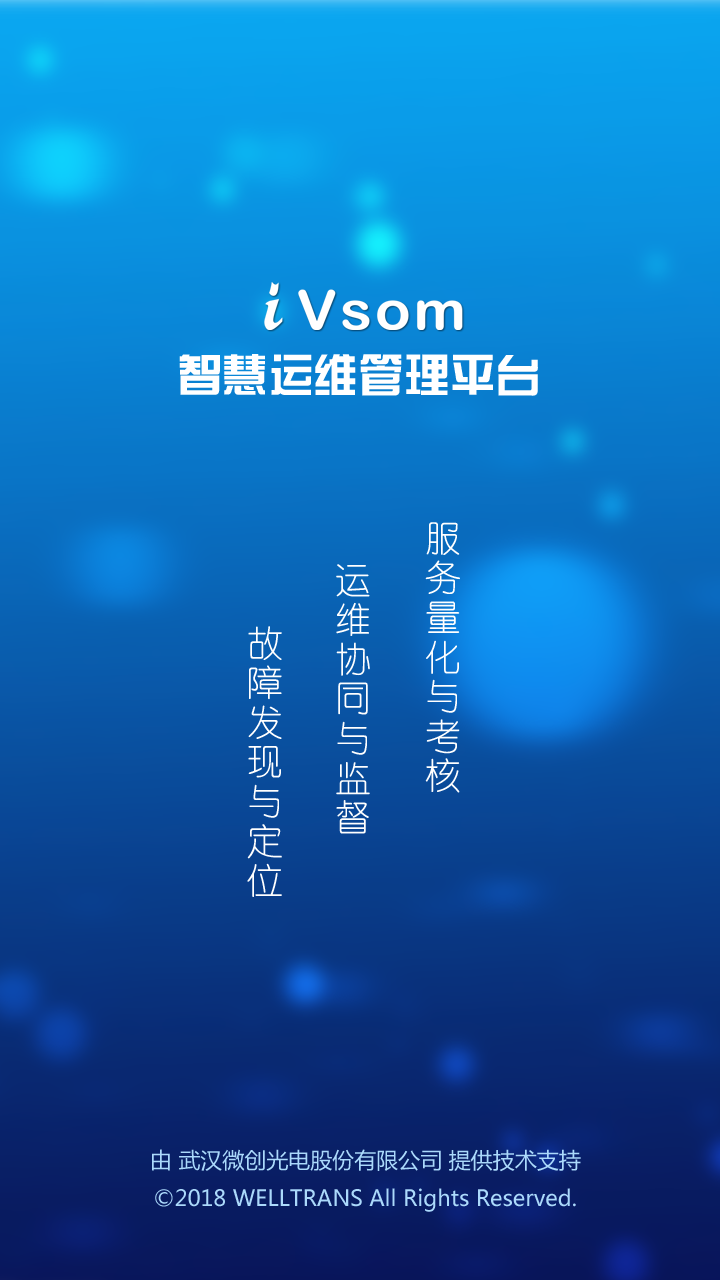 iVsom
智慧运维管理平台
服务量化与考核
运维协同与监督
故障发现与定位
由 武汉微创光电股份有限公司 提供技术支持
©2018 WELLTRANS All Rights Reserved.